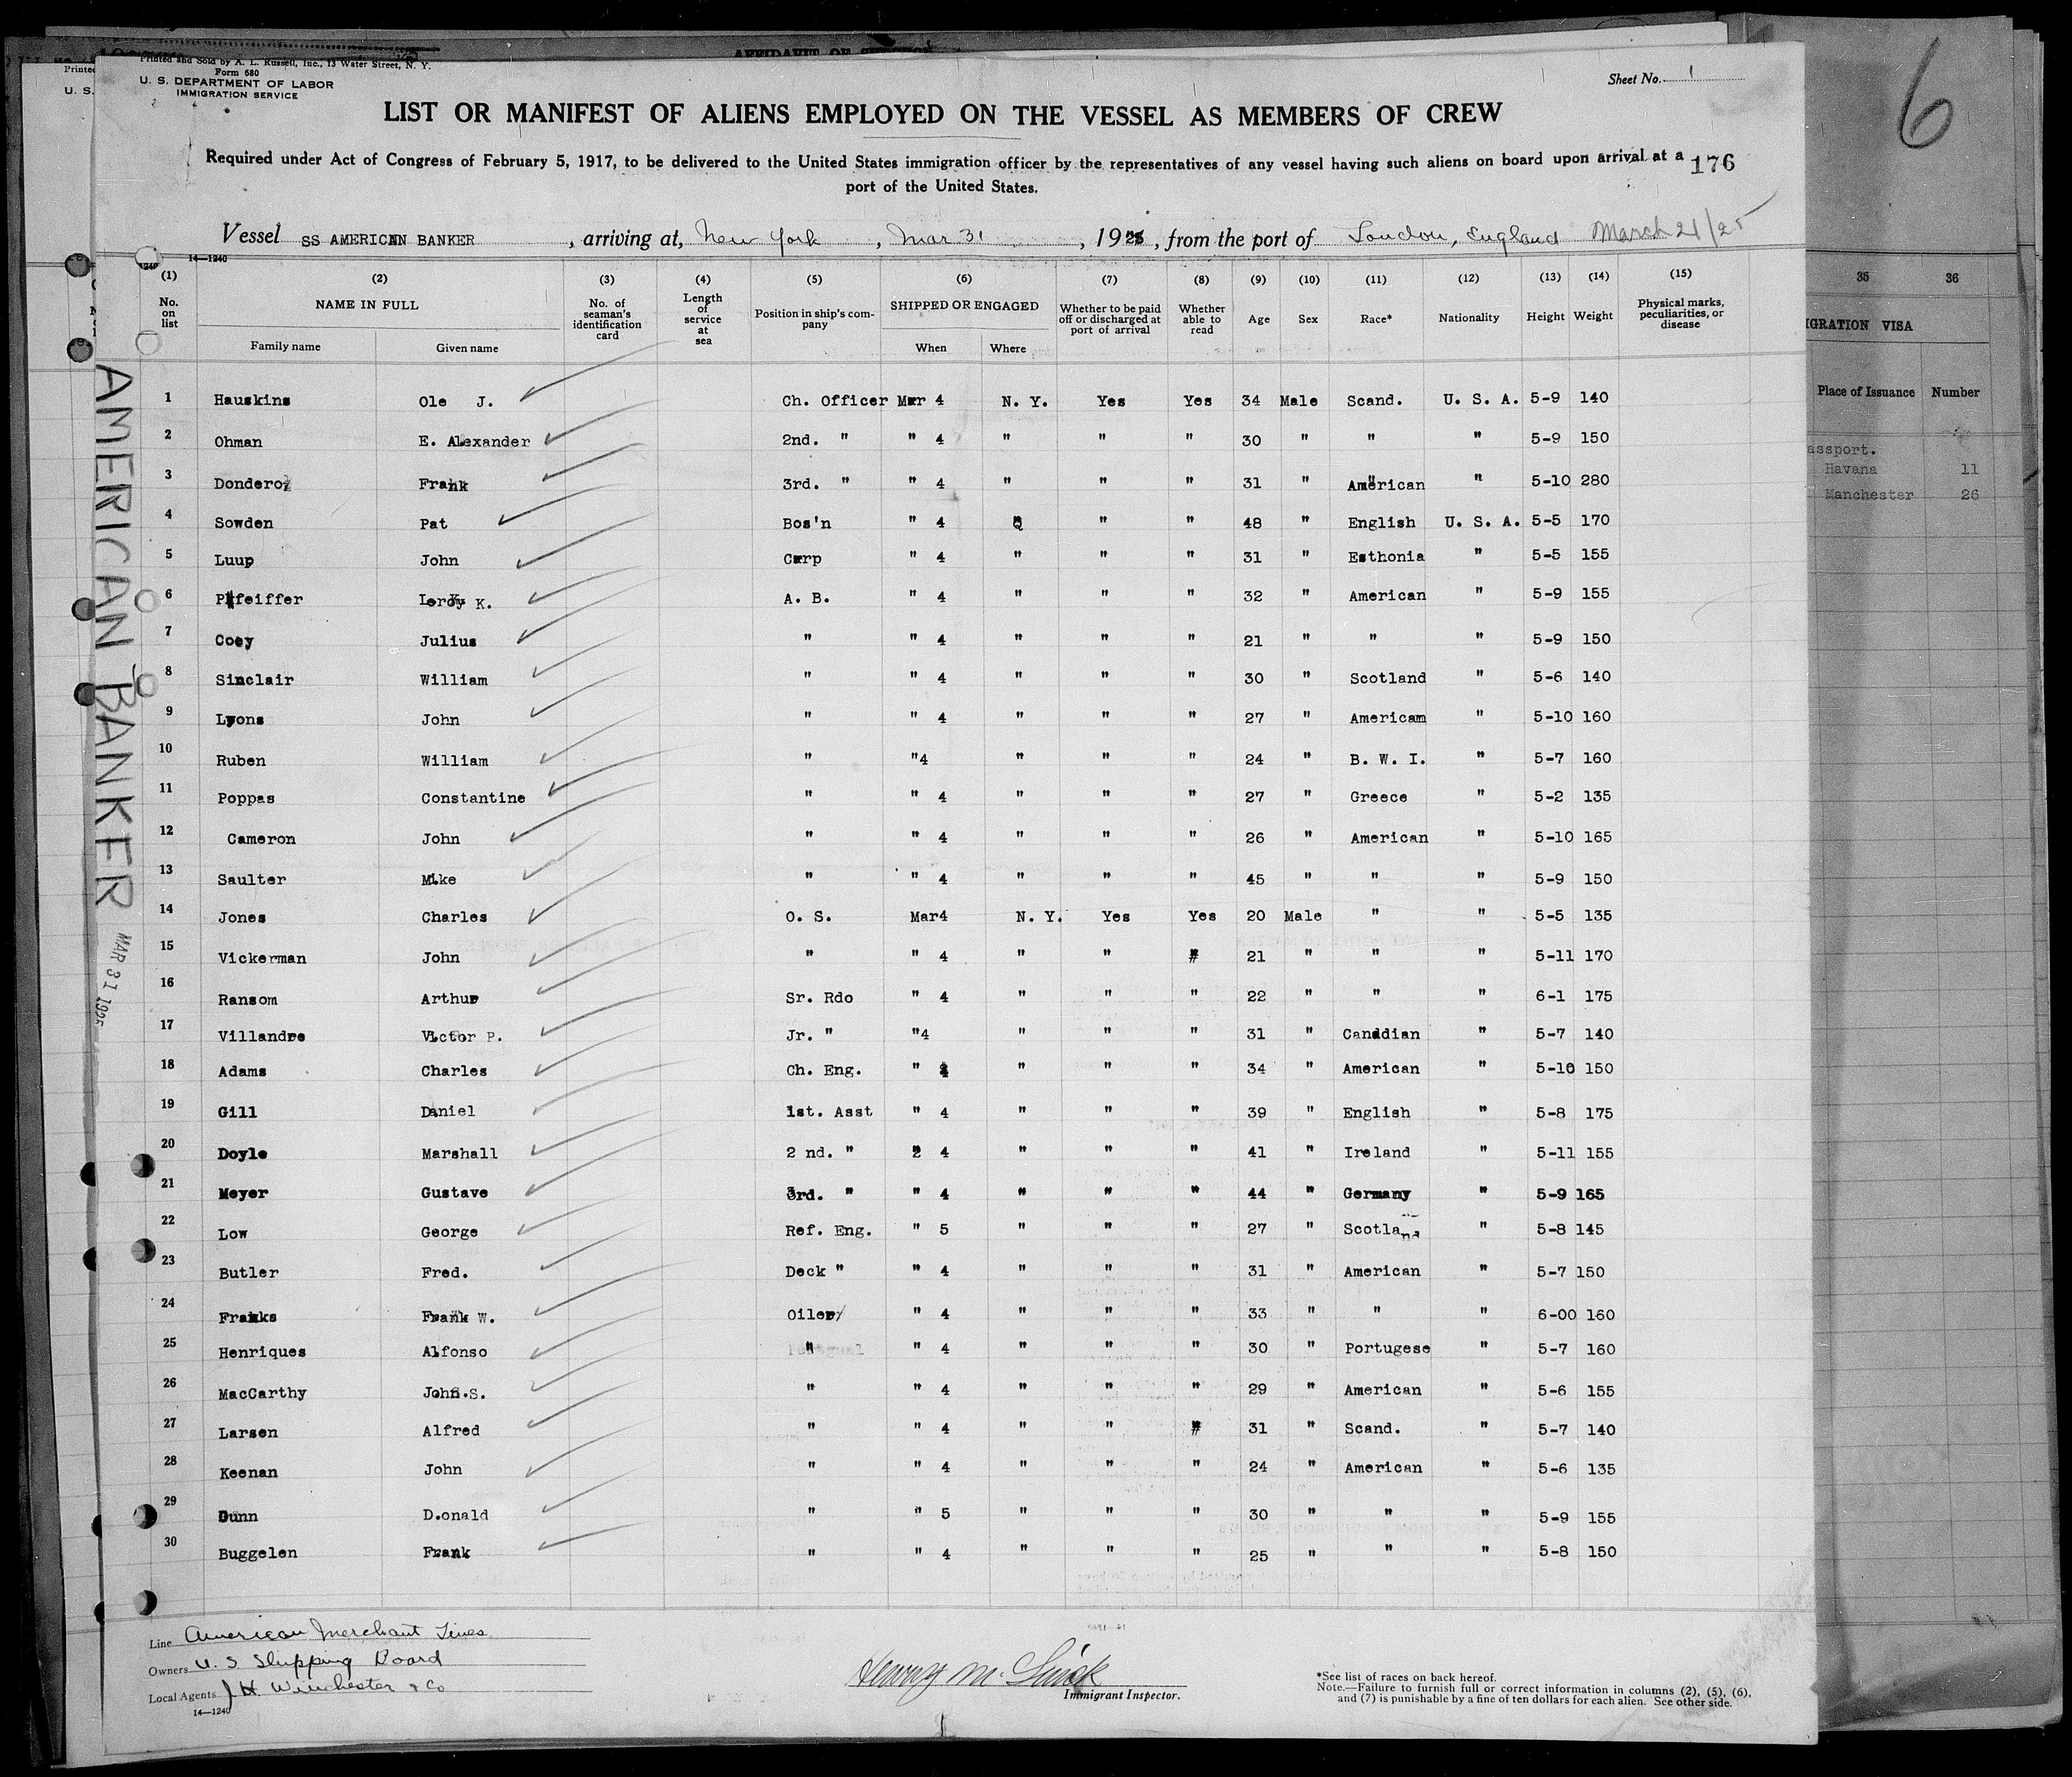 AFFIDAVIT OF
Printed and Sold by A. L. Russell, Inc., 13 Water Street, N. Y.
Form 680
U. S. DEPARTMENT OF LABOR
IMMIGRATION SERVICE
Sheet No. 1
6
LIST OR MANIFEST OF ALIENS EMPLOYED ON THE VESSEL AS MEMBERS OF CREW
Required under Act of Congress of February 5, 1917, to be delivered to the United States immigration officer by the representatives of any vessel having such aliens on board upon arrival at a
port of the United States.
176
Vessel SS AMERICAN BANKER, arriving at, New York, Mar 31, 1925, from the port of London, England March 21/25
14—1240
(1) (2) (3) (4) (5) (6) (7) (8) (9) (10) (11) (12) (13) (14) (15)
No. on list NAME IN FULL No. of seaman's identification card Length of service at sea Position in ship's company SHIPPED OR ENGAGED Whether to be paid off or discharged at port of arrival Whether able to read Age Sex Race* Nationality Height Weight Physical marks, peculiarities, or disease
Family name Given name When Where
1 Hauskins Ole J. Ch. Officer Mar 4 N. Y. Yes Yes 34 Male Scand. U. S. A. 5-9 140
2 Ohman E. Alexander 2nd. " " 4 " " " 30 " " " 5-9 150
3 Dondero Frank 3rd. " " 4 " " " 31 " American " 5-10 280
4 Sowden Pat Bos'n " 4 " " " 48 " English U. S. A. 5-5 170
5 Luup John Carp " 4 " " " 31 " Esthonia " 5-5 155
6 Pfeiffer Leroy K. A. B. " 4 " " " 32 " American " 5-9 155
7 Coey Julius " " 4 " " " 21 " " " 5-9 150
8 Sinclair William " " 4 " " " 30 " Scotland " 5-6 140
9 Lyons John " " 4 " " " 27 " Americam " 5-10 160
10 Ruben William " "4 " " " 24 " B. W. I. " 5-7 160
11 Poppas Constantine " " 4 " " " 27 " Greece " 5-2 135
12 Cameron John " " 4 " " " 26 " American " 5-10 165
13 Saulter Mike " " 4 " " " 45 " " " 5-9 150
14 Jones Charles O. S. Mar4 N. Y. Yes Yes 20 Male " " 5-5 135
15 Vickerman John " " 4 " " " 21 " " " 5-11 170
16 Ransom Arthur Sr. Rdo " 4 " " " 22 " " " 6-1 175
17 Villandre Victor P. Jr. " "4 " " " 31 " Canddian " 5-7 140
18 Adams Charles Ch. Eng. " 4 " " " 34 " American " 5-10 150
19 Gill Daniel 1st. Asst " 4 " " " 39 " English " 5-8 175
20 Doyle Marshall 2 nd. " " 4 " " " 41 " Ireland " 5-11 155
21 Meyer Gustave 3rd. " " 4 " " " 44 " Germany " 5-9 165
22 Low George Ref. Eng. " 5 " " " 27 " Scotland " 5-8 145
23 Butler Fred. Deck " " 4 " " " 31 " American " 5-7 150
24 Franks Frank W. Oiler " 4 " " " 33 " " " 6-00 160
25 Henriques Alfonso " " 4 " " " 30 " Portugese " 5-7 160
26 MacCarthy John.S. " " 4 " " " 29 " American " 5-6 155
27 Larsen Alfred " " 4 " " " 31 " Scand. " 5-7 140
28 Keenan John " " 4 " " " 24 " American " 5-6 135
29 Dunn D.onald " " 5 " " " 30 " " " 5-9 155
30 Buggelen Frank " " 4 " " " 25 " " " 5-8 150
AMERICAN BANKER
MAR 31 1925
Line American Merchant Lines
Owners U. S Shipping Board
Local Agents J H Winchester & Co
14—1240
Immigrant Inspector.
*See list of races on back hereof.
Note.—Failure to furnish full or correct information in columns (2), (5), (6),
and (7) is punishable by a fine of ten dollars for each alien. See other side.
35 36
IGRATION VISA
Place of Issuance Number
assport.
Havana 11
Manchester 26